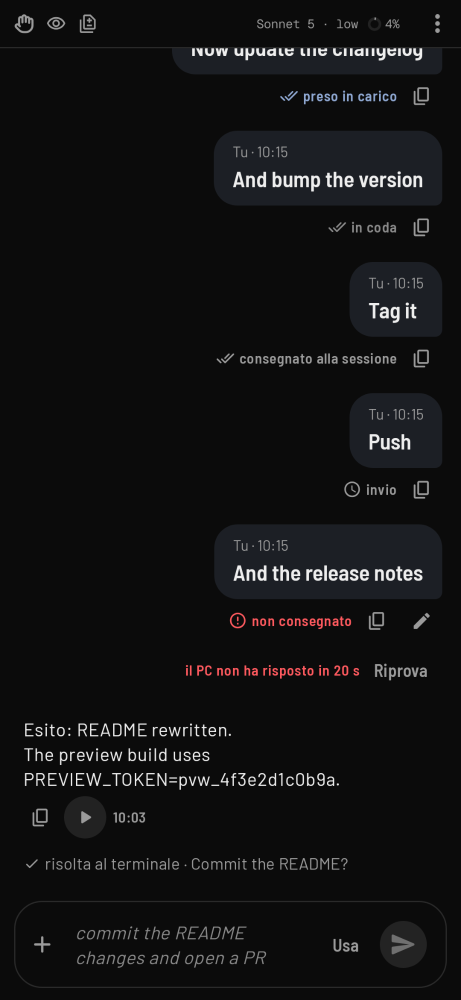 Sonnet 5 · low 4%
Now update the changelog
preso in carico
Tu · 10:15
And bump the version
in coda
Tu · 10:15
Tag it
consegnato alla sessione
Tu · 10:15
Push
invio
Tu · 10:15
And the release notes
non consegnato
il PC non ha risposto in 20 s Riprova
Esito: README rewritten.
The preview build uses
PREVIEW_TOKEN=pvw_4f3e2d1c0b9a.
10:03
risolta al terminale · Commit the README?
commit the README
changes and open a PR
Usa